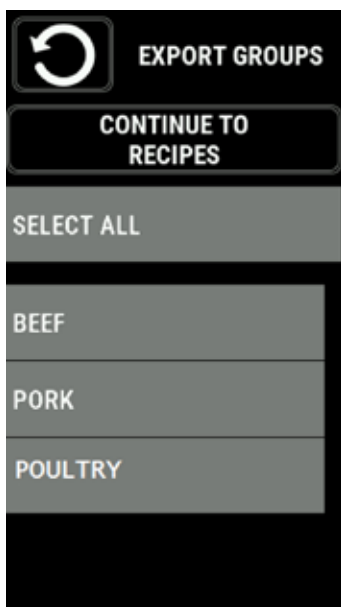 EXPORT GROUPS
CONTINUE TO
RECIPES
SELECT ALL
BEEF
PORK
POULTRY